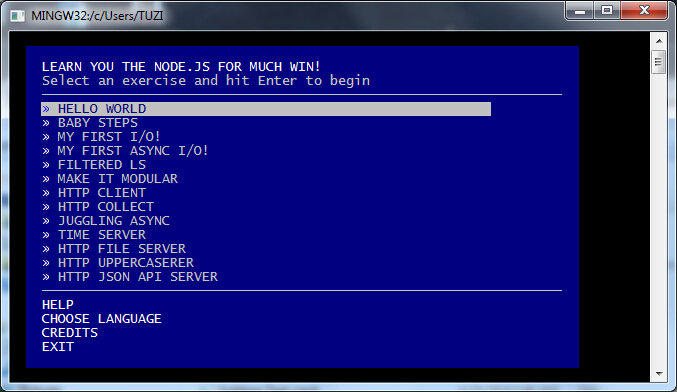 MINGW32:/c/Users/TUZI
LEARN YOU THE NODE.JS FOR MUCH WIN!
Select an exercise and hit Enter to begin
» HELLO WORLD
» BABY STEPS
» MY FIRST I/O!
» MY FIRST ASYNC I/O!
» FILTERED LS
» MAKE IT MODULAR
» HTTP CLIENT
» HTTP COLLECT
» JUGGLING ASYNC
» TIME SERVER
» HTTP FILE SERVER
» HTTP UPPERCASERER
» HTTP JSON API SERVER
HELP
CHOOSE LANGUAGE
CREDITS
EXIT